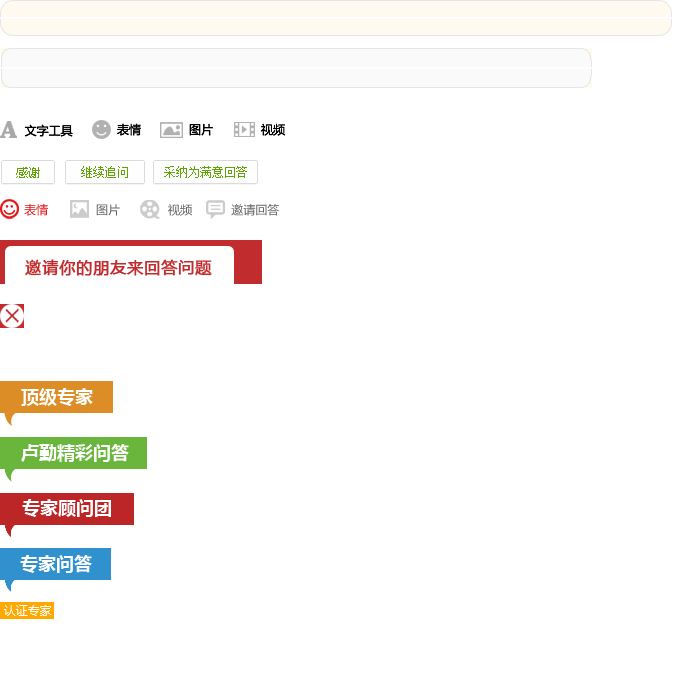 文字工具 表情 图片 视频
感谢 继续追问 采纳为满意回答
表情 图片 视频 邀请回答
邀请你的朋友来回答问题
顶级专家
卢勤精彩问答
专家顾问团
专家问答
认证专家